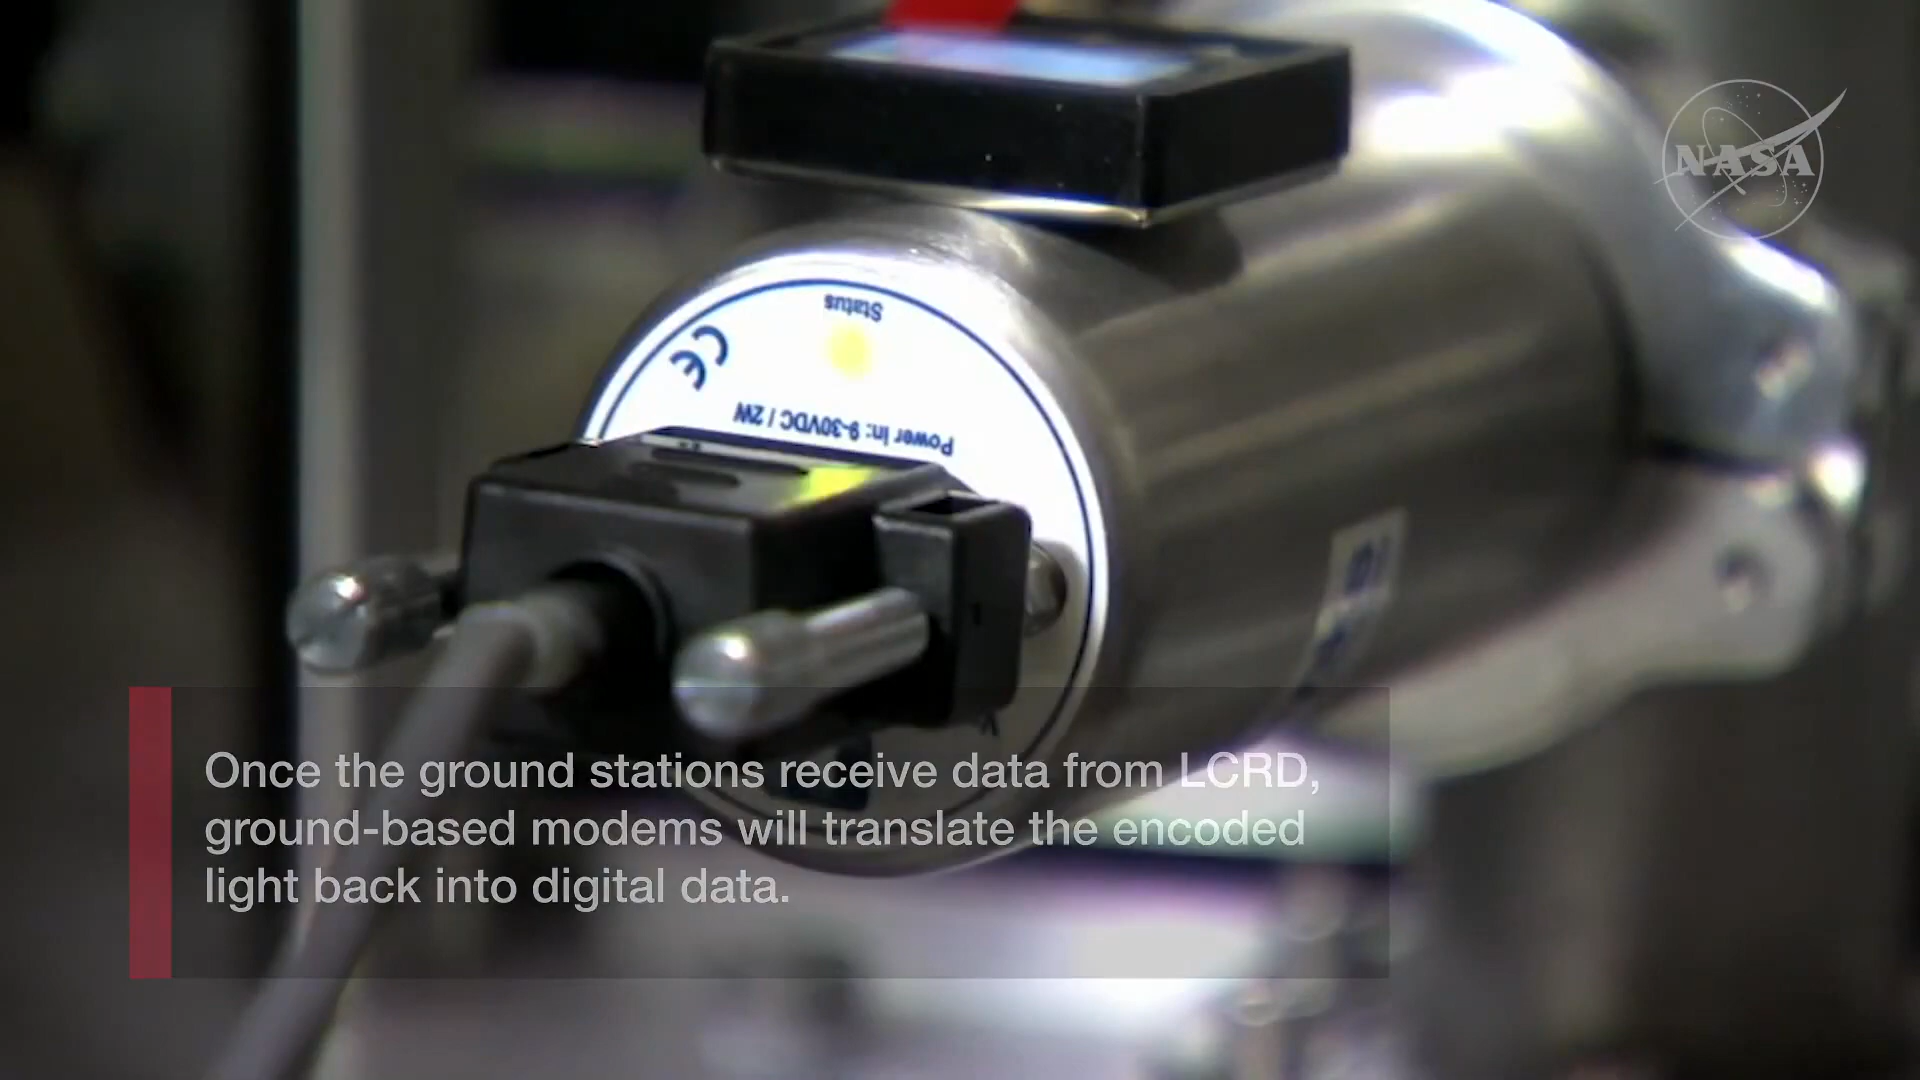 NASA
Status
CE
Power in: 9-30VDC / 2W
Once the ground stations receive data from LCRD,
ground-based modems will translate the encoded
light back into digital data.